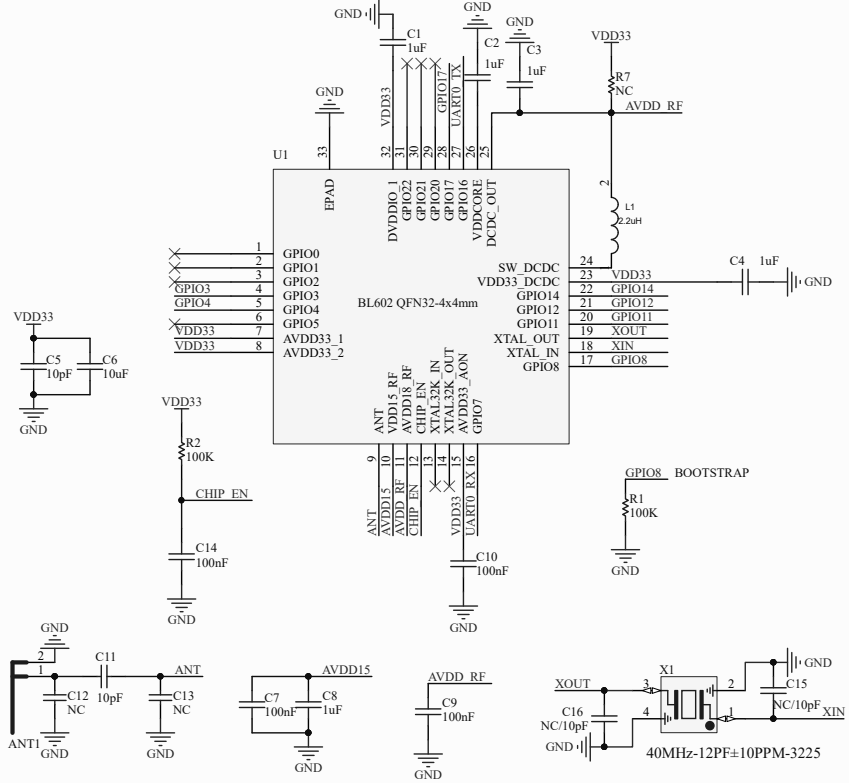 GND
C1
1uF
GND
C2
1uF
GND
C3
1uF
VDD33
R7
NC
AVDD_RF
GND
VDD33
GPIO17
UART0_TX
33
32
31
30
29
28
27
26
25
U1
EPAD
DVDDIO_1
GPIO22
GPIO21
GPIO20
GPIO17
GPIO16
VDDCORE
DCDC_OUT
2
L1
2.2uH
1 GPIO0
2 GPIO1
3 GPIO2
GPIO3 4 GPIO3
GPIO4 5 GPIO4
6 GPIO5
VDD33 7 AVDD33_1
VDD33 8 AVDD33_2
BL602 QFN32-4x4mm
SW_DCDC 24
VDD33_DCDC 23 VDD33
GPIO14 22 GPIO14
GPIO12 21 GPIO12
GPIO11 20 GPIO11
XTAL_OUT 19 XOUT
XTAL_IN 18 XIN
GPIO8 17 GPIO8
C4
1uF
GND
VDD33
C5
10pF
C6
10uF
GND
ANT
VDD15_RF
AVDD18_RF
CHIP_EN
XTAL32K_IN
XTAL32K_OUT
AVDD33_AON
GPIO7
9
10
11
12
13
14
15
16
ANT
AVDD15
AVDD_RF
CHIP_EN
VDD33
UART0_RX
VDD33
R2
100K
CHIP_EN
C14
100nF
GND
C10
100nF
GND
GPIO8 BOOTSTRAP
R1
100K
GND
GND
2
1
C11
10pF
ANT
C12
NC
C13
NC
ANT1
GND
GND
AVDD15
C7
100nF
C8
1uF
GND
AVDD_RF
C9
100nF
GND
X1
XOUT
3
4
2
1
GND
C15
NC/10pF
XIN
C16
NC/10pF
GND
40MHz-12PF±10PPM-3225